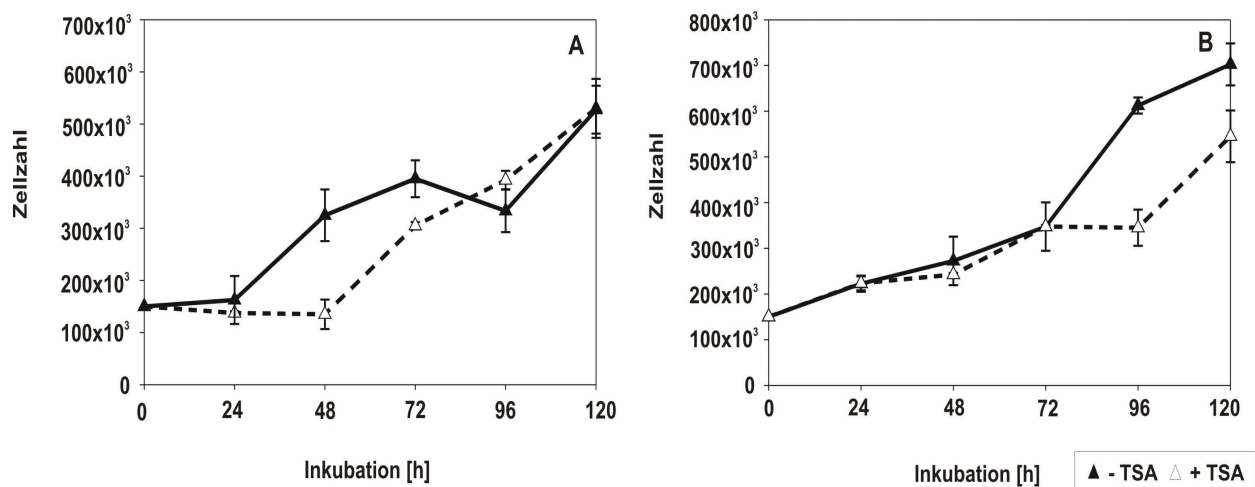 700x10³
600x10³
500x10³
400x10³
300x10³
200x10³
100x10³
0
Zellzahl
A
0 24 48 72 96 120
Inkubation [h]
800x10³
700x10³
600x10³
500x10³
400x10³
300x10³
200x10³
100x10³
0
Zellzahl
B
0 24 48 72 96 120
Inkubation [h]
- TSA + TSA